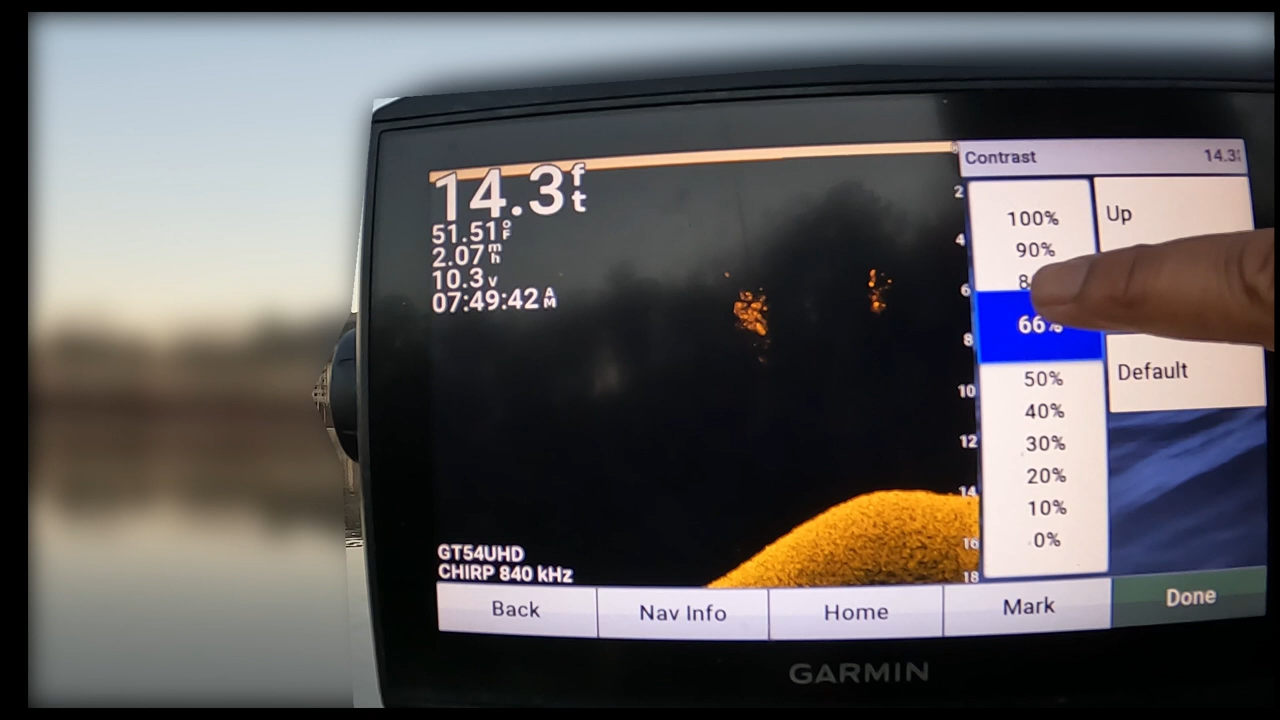 14.3 ft
51.51°F
2.07 mh
10.3 v
07:49:42 AM
2
4
6
8
10
12
14
16
18
GT54UHD
CHIRP 840 kHz
Contrast
100%
90%
66%
50%
40%
30%
20%
10%
0%
Up
Default
Back
Nav Info
Home
Mark
Done
GARMIN